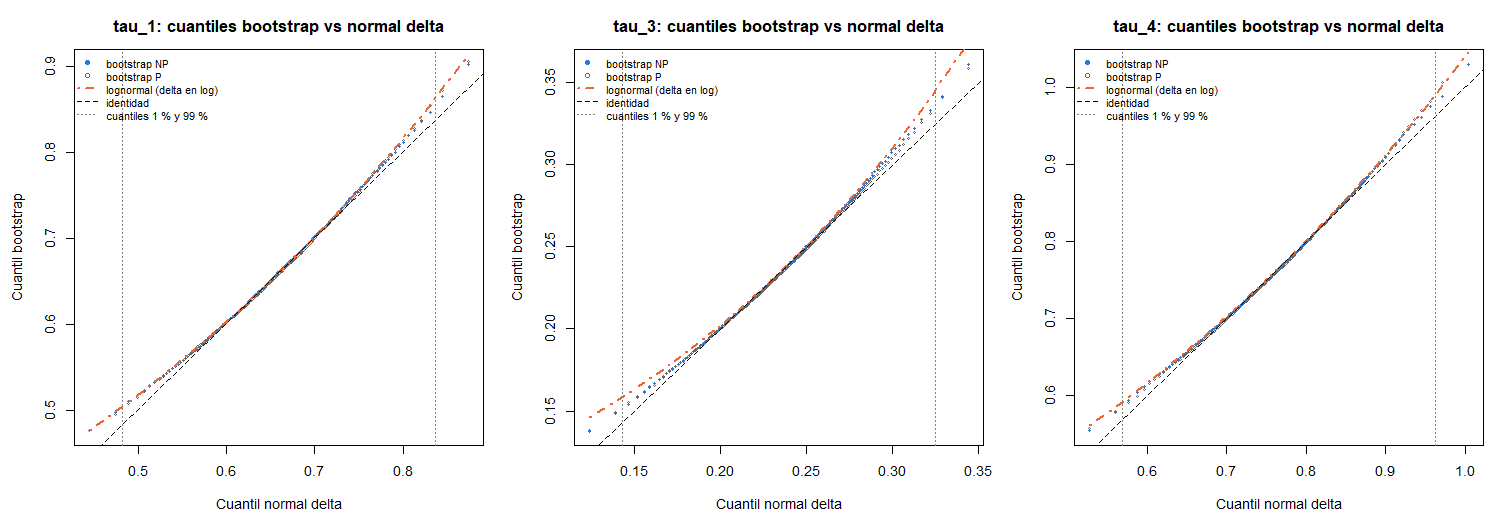 tau_1: cuantiles bootstrap vs normal delta
bootstrap NP
bootstrap P
lognormal (delta en log)
identidad
cuantiles 1 % y 99 %
Cuantil bootstrap
0.9
0.8
0.7
0.6
0.5
0.5 0.6 0.7 0.8
Cuantil normal delta
tau_3: cuantiles bootstrap vs normal delta
bootstrap NP
bootstrap P
lognormal (delta en log)
identidad
cuantiles 1 % y 99 %
Cuantil bootstrap
0.35
0.30
0.25
0.20
0.15
0.15 0.20 0.25 0.30 0.35
Cuantil normal delta
tau_4: cuantiles bootstrap vs normal delta
bootstrap NP
bootstrap P
lognormal (delta en log)
identidad
cuantiles 1 % y 99 %
Cuantil bootstrap
1.0
0.9
0.8
0.7
0.6
0.6 0.7 0.8 0.9 1.0
Cuantil normal delta